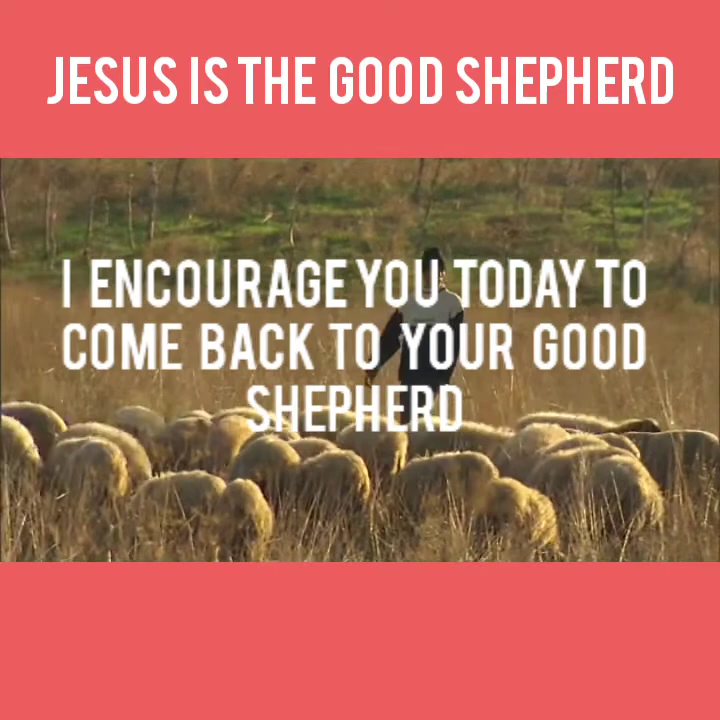 JESUS IS THE GOOD SHEPHERD
I ENCOURAGE YOU TODAY TO
COME BACK TO YOUR GOOD
SHEPHERD